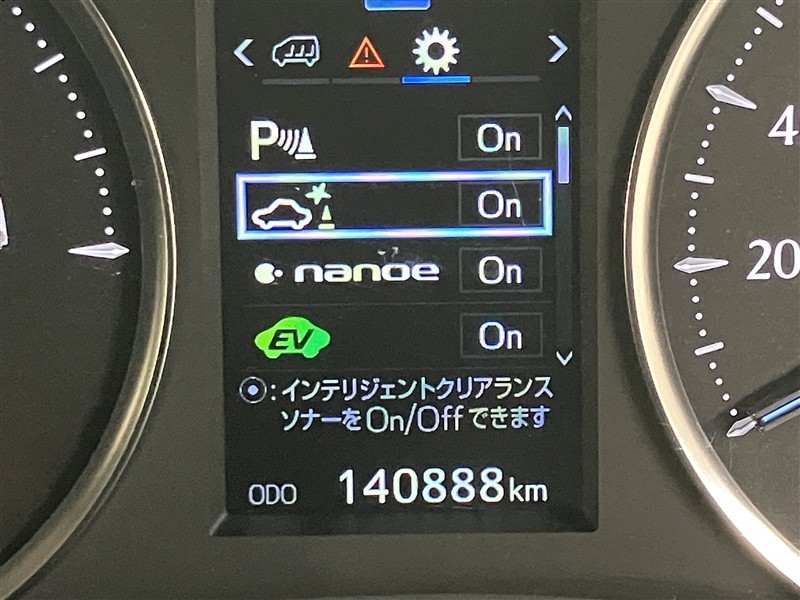 P On
On
nanoe On
EV On
:インテリジェントクリアランス
ソナーをOn/Offできます
ODO 140888km
4
20